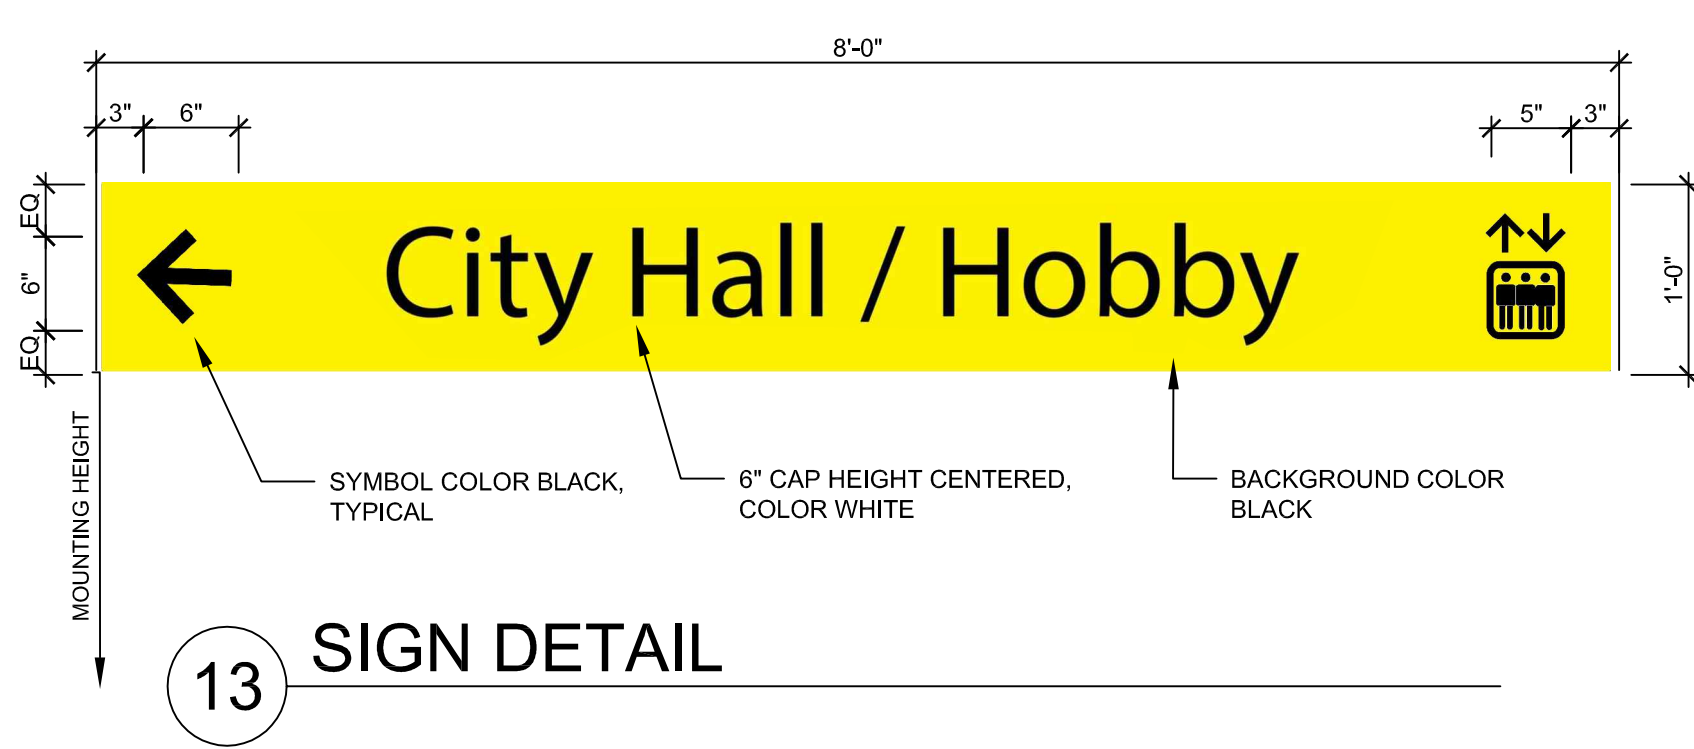 8'-0"
3" 6" 5" 3"
EQ
6"
EQ
1'-0"
City Hall / Hobby
MOUNTING HEIGHT
SYMBOL COLOR BLACK,
TYPICAL
6" CAP HEIGHT CENTERED,
COLOR WHITE
BACKGROUND COLOR
BLACK
13
SIGN DETAIL